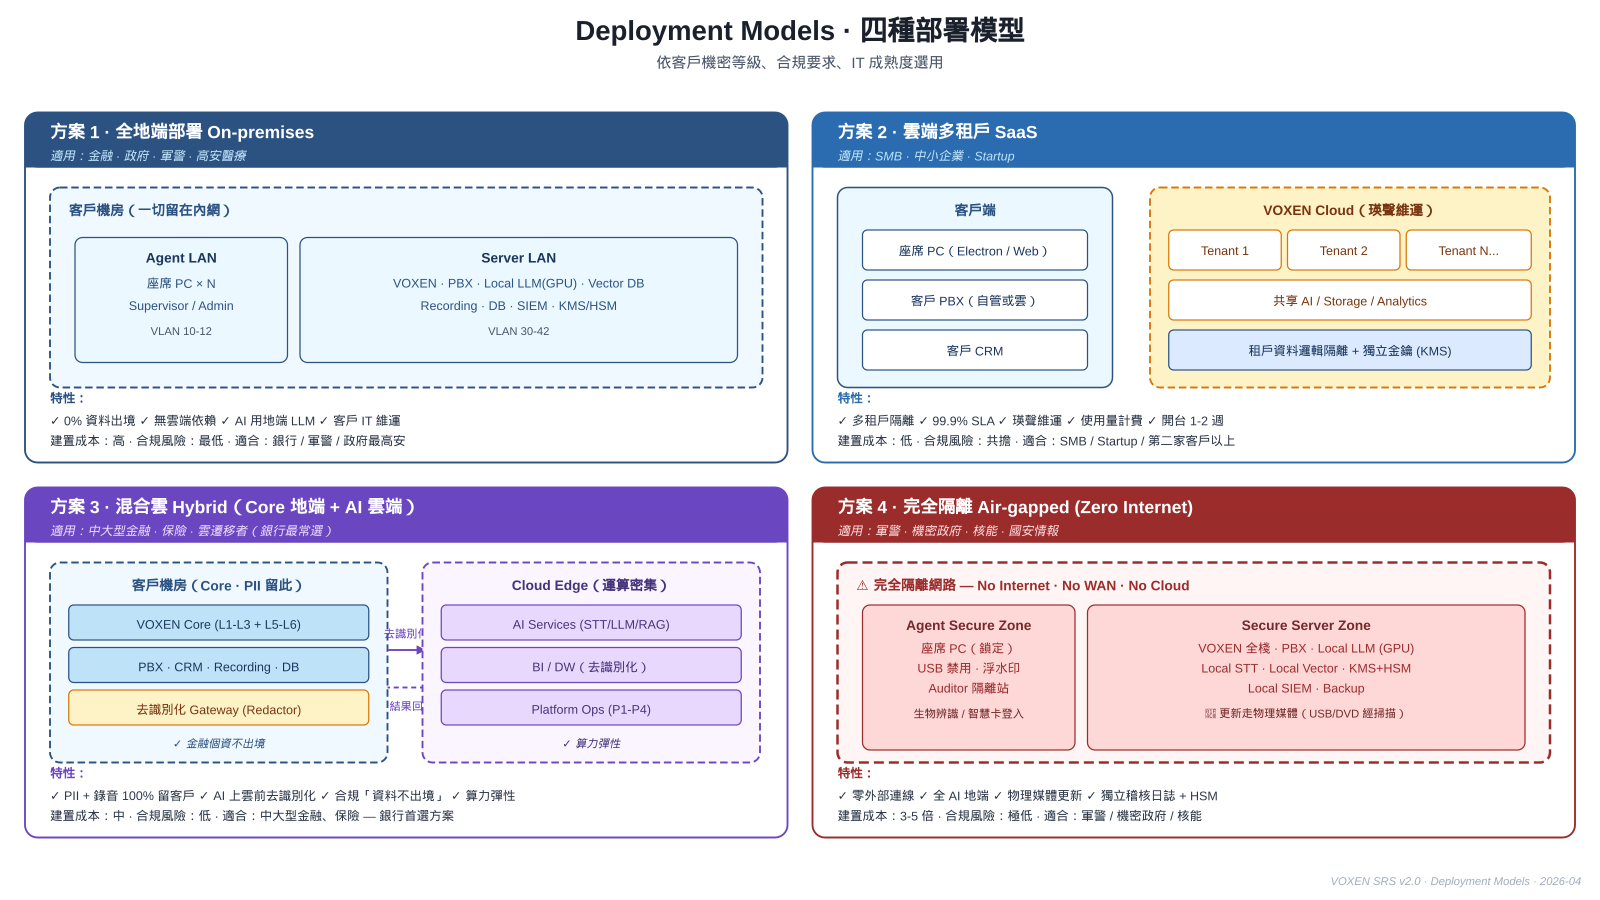 Deployment Models · 四種部署模型
依客戶機密等級、合規要求、IT 成熟度選用
方案 1 · 全地端部署 On-premises
適用：金融 · 政府 · 軍警 · 高安醫療
客戶機房（一切留在內網）
Agent LAN
座席 PC × N
Supervisor / Admin
VLAN 10-12
Server LAN
VOXEN · PBX · Local LLM(GPU) · Vector DB
Recording · DB · SIEM · KMS/HSM
VLAN 30-42
特性：
✓ 0% 資料出境 ✓ 無雲端依賴 ✓ AI 用地端 LLM ✓ 客戶 IT 維運
建置成本：高 · 合規風險：最低 · 適合：銀行 / 軍警 / 政府最高安
方案 2 · 雲端多租戶 SaaS
適用：SMB · 中小企業 · Startup
客戶端
座席 PC（Electron / Web）
客戶 PBX（自管或雲）
客戶 CRM
VOXEN Cloud（瑛聲維運）
Tenant 1
Tenant 2
Tenant N...
共享 AI / Storage / Analytics
租戶資料邏輯隔離 + 獨立金鑰 (KMS)
特性：
✓ 多租戶隔離 ✓ 99.9% SLA ✓ 瑛聲維運 ✓ 使用量計費 ✓ 開台 1-2 週
建置成本：低 · 合規風險：共擔 · 適合：SMB / Startup / 第二家客戶以上
方案 3 · 混合雲 Hybrid（Core 地端 + AI 雲端）
適用：中大型金融 · 保險 · 雲遷移者（銀行最常選）
客戶機房（Core · PII 留此）
VOXEN Core (L1-L3 + L5-L6)
PBX · CRM · Recording · DB
去識別化 Gateway (Redactor)
✓ 金融個資不出境
去識別
結果回
Cloud Edge（運算密集）
AI Services (STT/LLM/RAG)
BI / DW（去識別化）
Platform Ops (P1-P4)
✓ 算力彈性
特性：
✓ PII + 錄音 100% 留客戶 ✓ AI 上雲前去識別化 ✓ 合規「資料不出境」 ✓ 算力彈性
建置成本：中 · 合規風險：低 · 適合：中大型金融、保險 — 銀行首選方案
方案 4 · 完全隔離 Air-gapped (Zero Internet)
適用：軍警 · 機密政府 · 核能 · 國安情報
⚠ 完全隔離網路 — No Internet · No WAN · No Cloud
Agent Secure Zone
座席 PC（鎖定）
USB 禁用 · 浮水印
Auditor 隔離站
生物辨識 / 智慧卡登入
Secure Server Zone
VOXEN 全棧 · PBX · Local LLM (GPU)
Local STT · Local Vector · KMS+HSM
Local SIEM · Backup
更新走物理媒體（USB/DVD 經掃描）
特性：
✓ 零外部連線 ✓ 全 AI 地端 ✓ 物理媒體更新 ✓ 獨立稽核日誌 + HSM
建置成本：3-5 倍 · 合規風險：極低 · 適合：軍警 / 機密政府 / 核能
VOXEN SRS v2.0 · Deployment Models · 2026-04